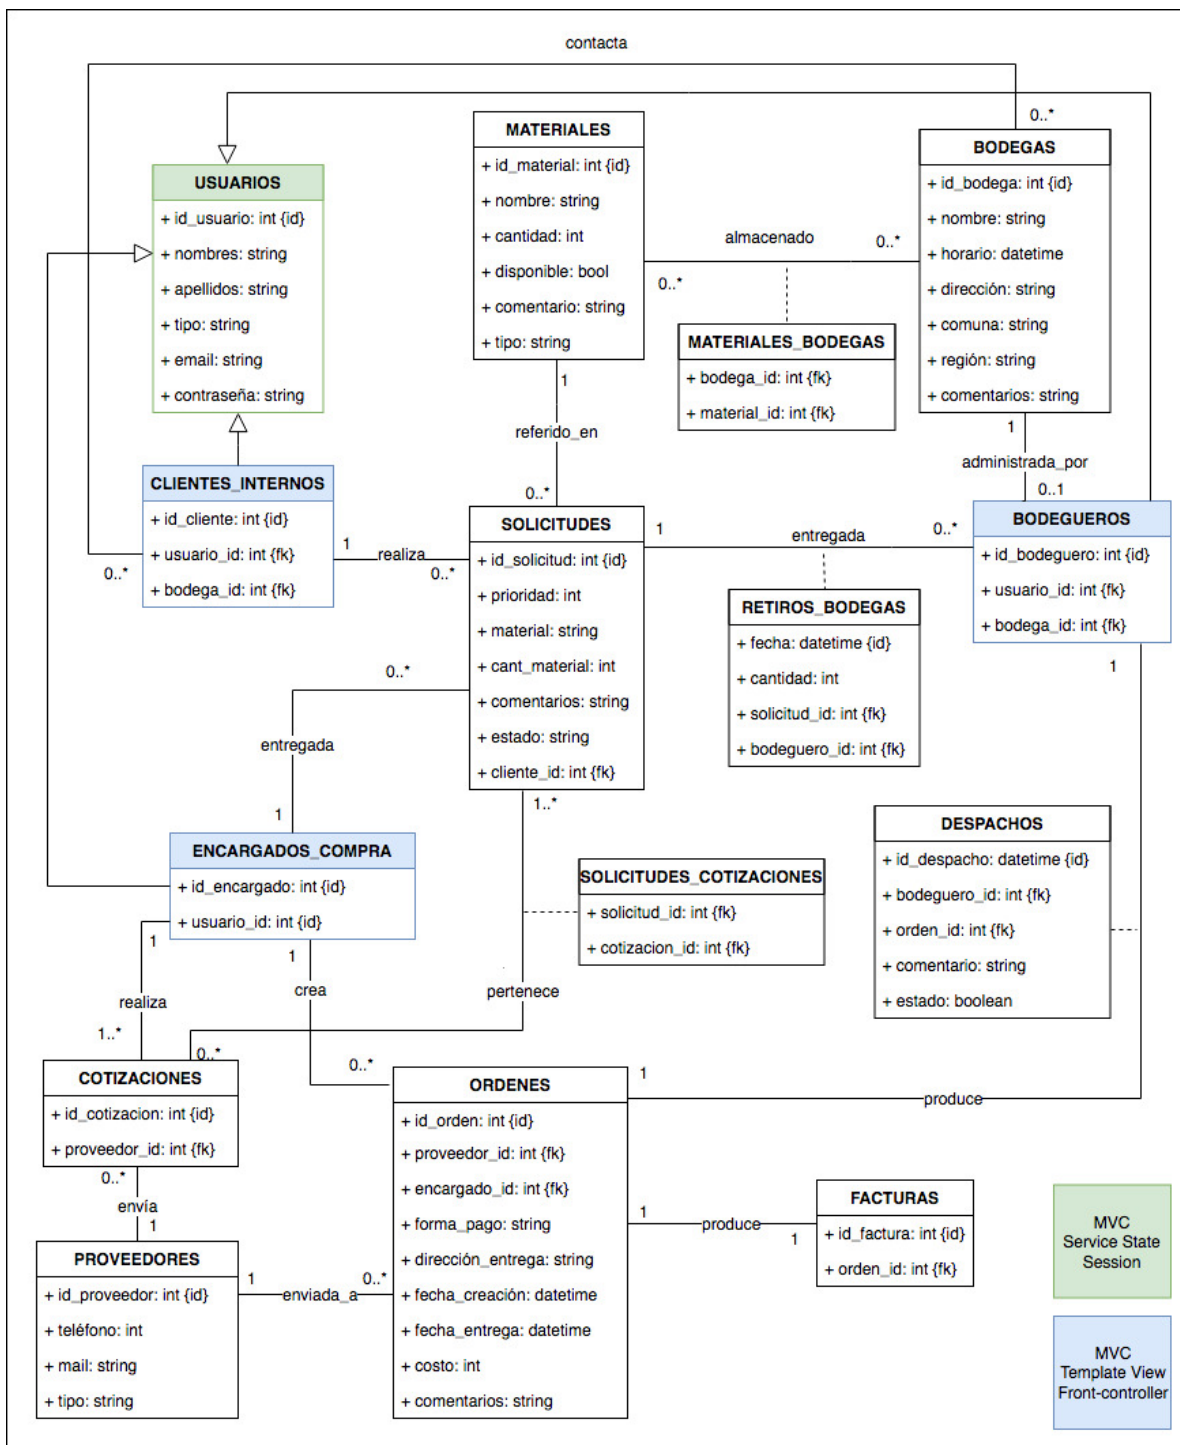 contacta
0..*
MATERIALES
+ id_material: int {id}
+ nombre: string
+ cantidad: int
+ disponible: bool
+ comentario: string
+ tipo: string
BODEGAS
+ id_bodega: int {id}
+ nombre: string
+ horario: datetime
+ dirección: string
+ comuna: string
+ región: string
+ comentarios: string
USUARIOS
+ id_usuario: int {id}
+ nombres: string
+ apellidos: string
+ tipo: string
+ email: string
+ contraseña: string
almacenado
0..*
0..*
MATERIALES_BODEGAS
+ bodega_id: int {fk}
+ material_id: int {fk}
1
referido_en
0..*
1
administrada_por
0..1
CLIENTES_INTERNOS
+ id_cliente: int {id}
+ usuario_id: int {fk}
+ bodega_id: int {fk}
0..*
1
realiza
0..*
SOLICITUDES
+ id_solicitud: int {id}
+ prioridad: int
+ material: string
+ cant_material: int
+ comentarios: string
+ estado: string
+ cliente_id: int {fk}
1
entregada
0..*
BODEGUEROS
+ id_bodeguero: int {id}
+ usuario_id: int {fk}
+ bodega_id: int {fk}
RETIROS_BODEGAS
+ fecha: datetime {id}
+ cantidad: int
+ solicitud_id: int {fk}
+ bodeguero_id: int {fk}
1
0..*
entregada
1
1..*
ENCARGADOS_COMPRA
+ id_encargado: int {id}
+ usuario_id: int {id}
SOLICITUDES_COTIZACIONES
+ solicitud_id: int {fk}
+ cotizacion_id: int {fk}
DESPACHOS
+ id_despacho: datetime {id}
+ bodeguero_id: int {fk}
+ orden_id: int {fk}
+ comentario: string
+ estado: boolean
1
realiza
1..*
1
crea
0..*
pertenece
0..*
COTIZACIONES
+ id_cotizacion: int {id}
+ proveedor_id: int {fk}
0..*
envía
1
ORDENES
+ id_orden: int {id}
+ proveedor_id: int {fk}
+ encargado_id: int {fk}
+ forma_pago: string
+ dirección_entrega: string
+ fecha_creación: datetime
+ fecha_entrega: datetime
+ costo: int
+ comentarios: string
1
produce
1
produce
1
FACTURAS
+ id_factura: int {id}
+ orden_id: int {fk}
PROVEEDORES
+ id_proveedor: int {id}
+ teléfono: int
+ mail: string
+ tipo: string
1
enviada_a
0..*
MVC
Service State
Session
MVC
Template View
Front-controller